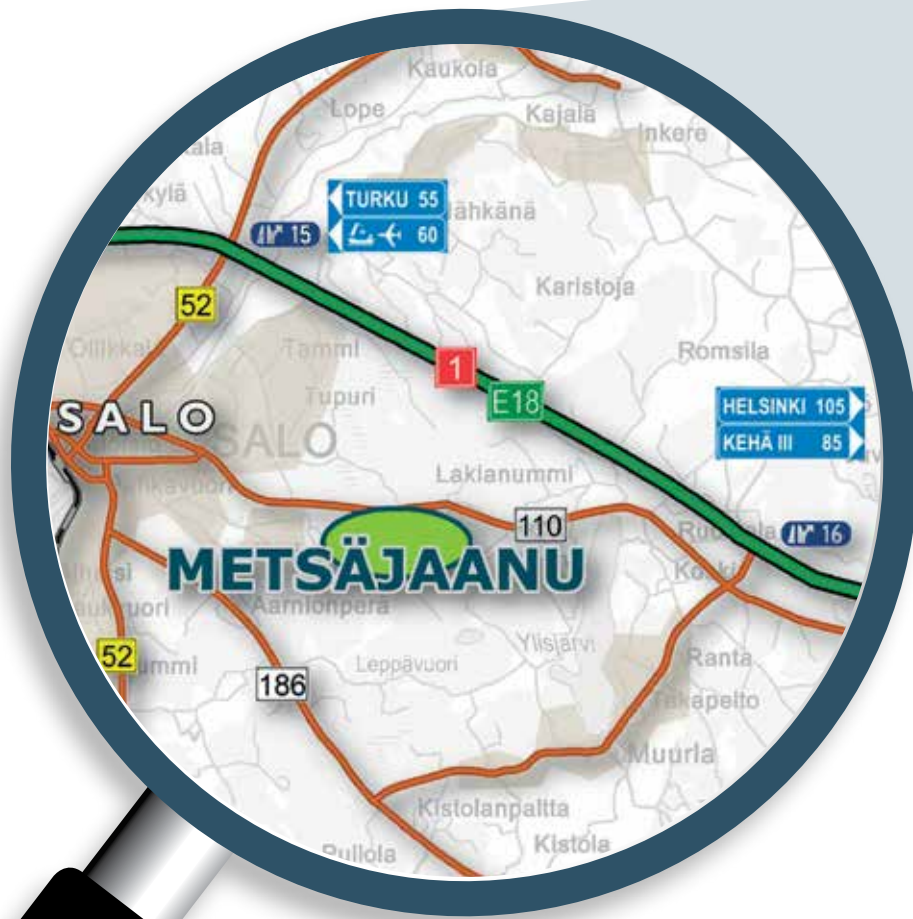 Kaukola
Lope
Kajala
Inkere
kylä
TURKU 55
60
15
Karistoja
52
Tammi
Romsila
1
E18
Tupuri
HELSINKI 105
KEHÄ III 85
SALO
SALO
Lakianummi
110
16
METSÄJAANU
Aarnionperä
Ylisjärvi
Leppävuori
52
186
Ranta
Muurla
Kistolanpaltta
Kistola
Pullola